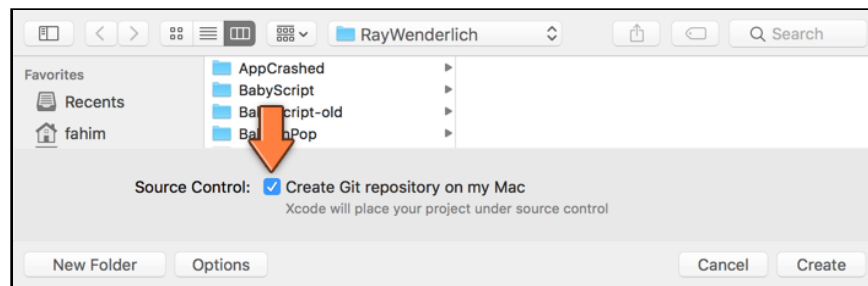 RayWenderlich
Search
Favorites
Recents
fahim
AppCrashed
BabyScript
Source Control: Create Git repository on my Mac
Xcode will place your project under source control
New Folder
Options
Cancel
Create